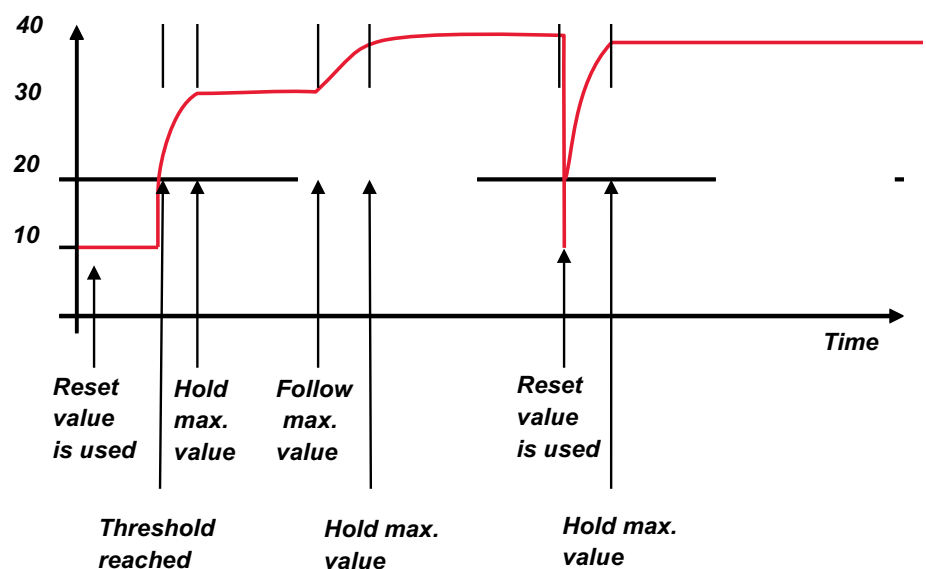 40
30
20
10
Time
Reset
value
is used
Hold
max.
value
Follow
max.
value
Reset
value
is used
Threshold
reached
Hold max.
value
Hold max.
value